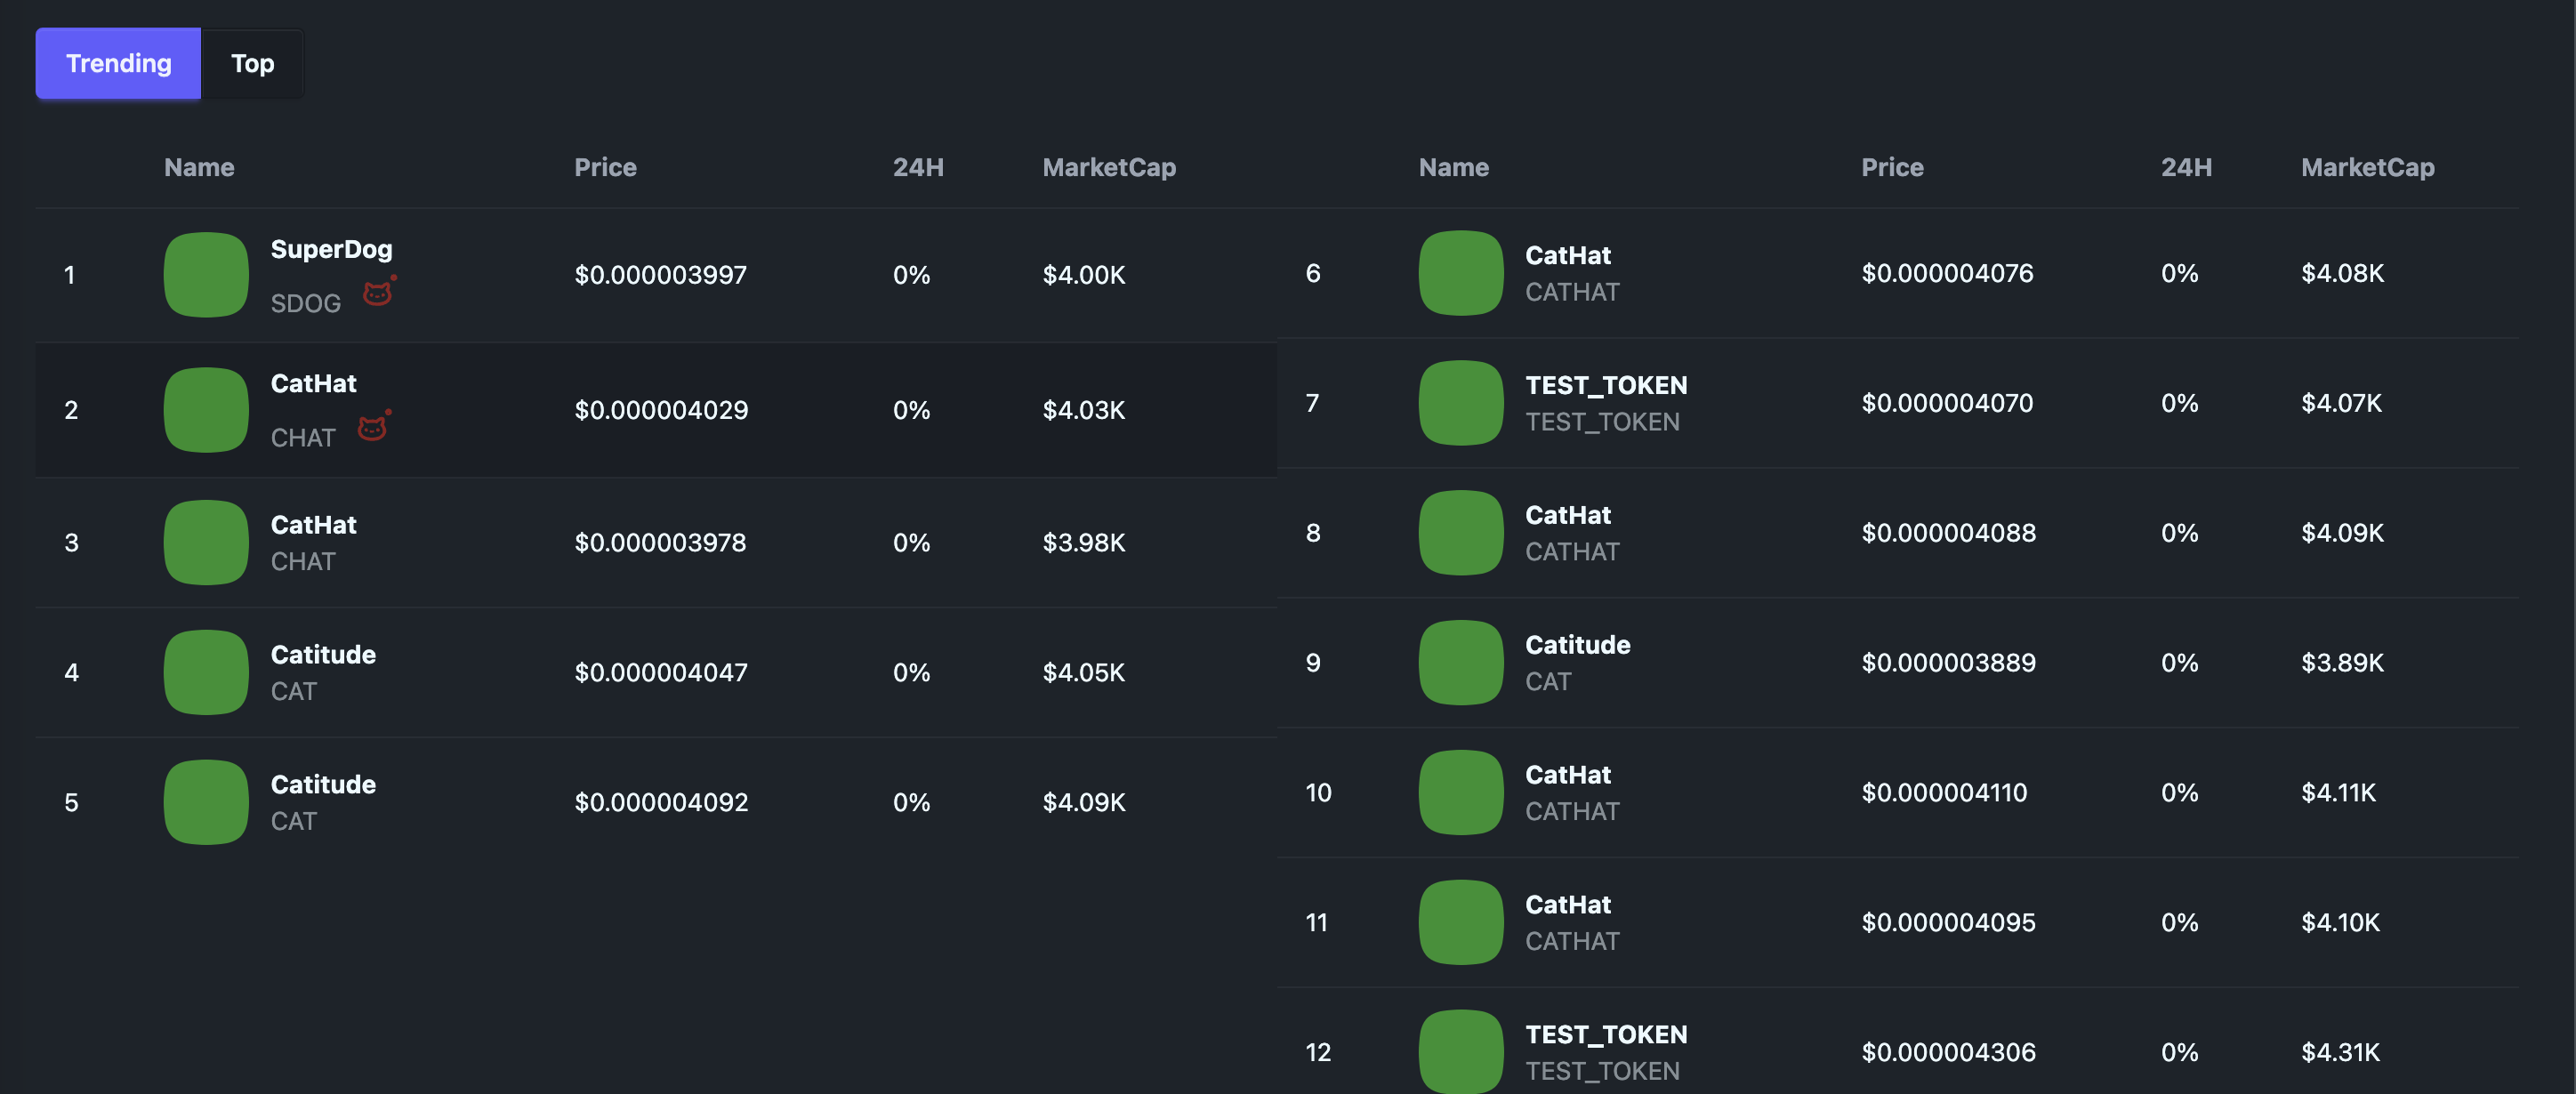 Trending Top
Name Price 24H MarketCap
1 SuperDog $0.000003997 0% $4.00K
SDOG
2 CatHat $0.000004029 0% $4.03K
CHAT
3 CatHat $0.000003978 0% $3.98K
CHAT
4 Catitude $0.000004047 0% $4.05K
CAT
5 Catitude $0.000004092 0% $4.09K
CAT
Name Price 24H MarketCap
6 CatHat $0.000004076 0% $4.08K
CATHAT
7 TEST_TOKEN $0.000004070 0% $4.07K
TEST_TOKEN
8 CatHat $0.000004088 0% $4.09K
CATHAT
9 Catitude $0.000003889 0% $3.89K
CAT
10 CatHat $0.000004110 0% $4.11K
CATHAT
11 CatHat $0.000004095 0% $4.10K
CATHAT
12 TEST_TOKEN $0.000004306 0% $4.31K
TEST_TOKEN